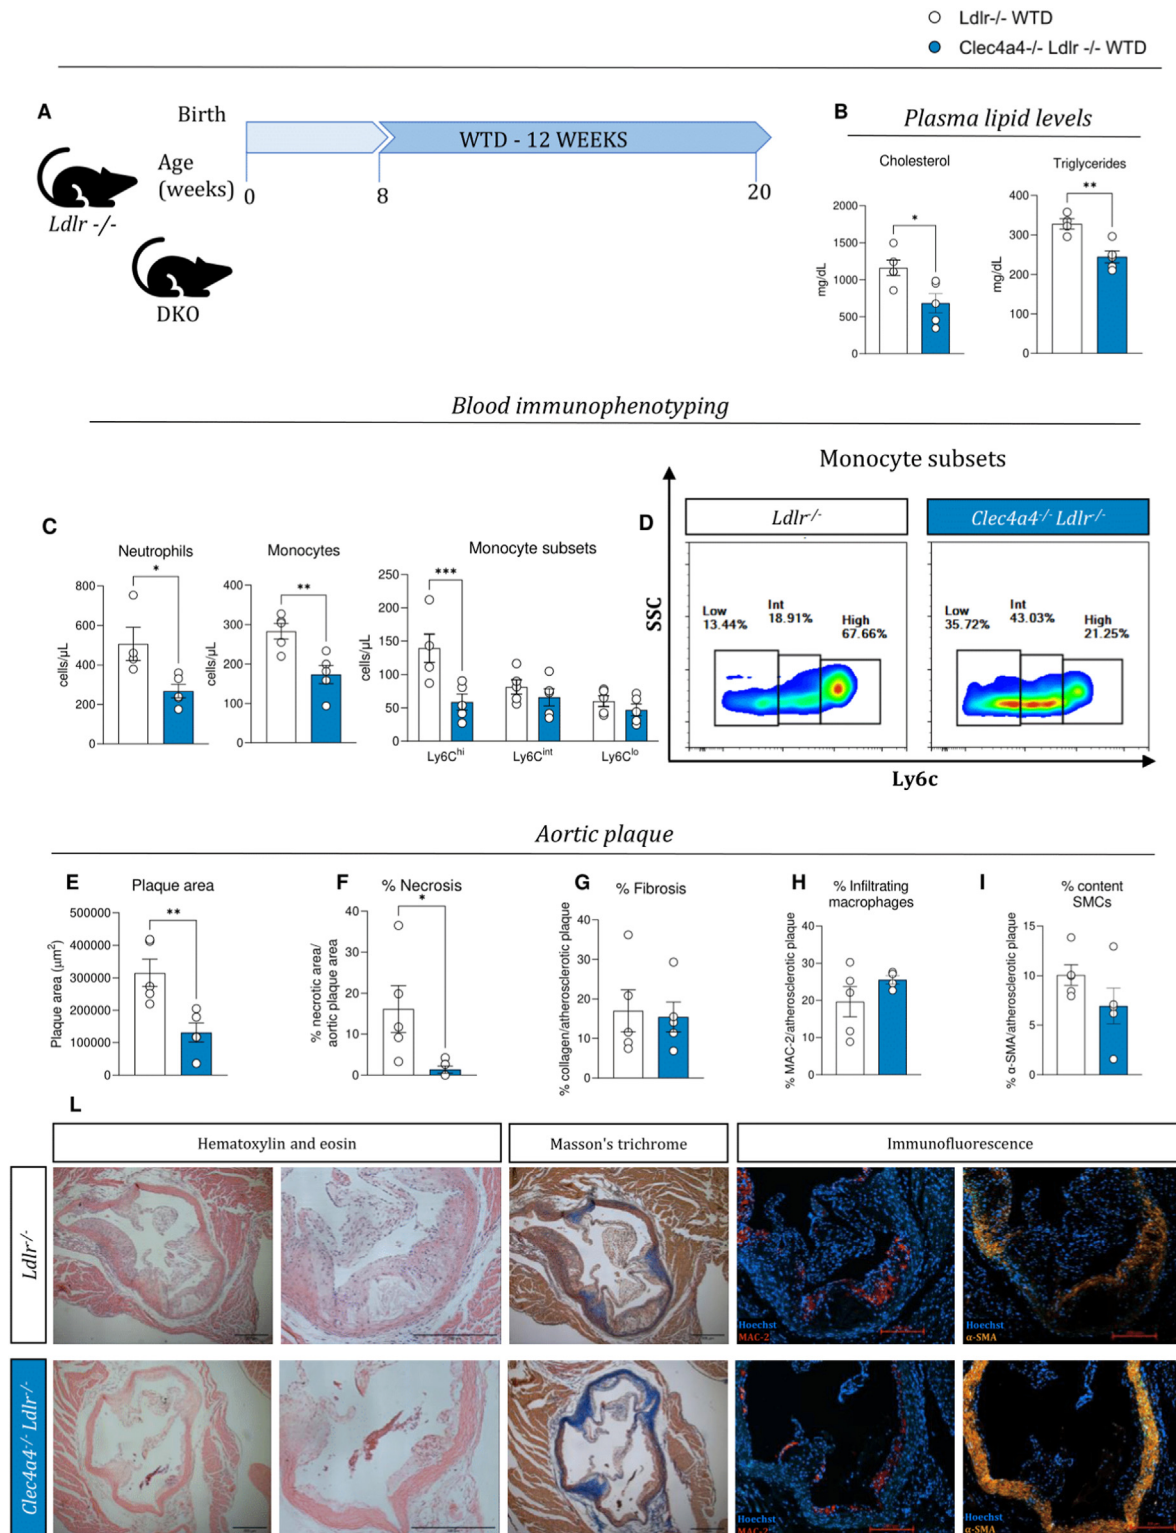 Ldlr-/- WTD
Clec4a4-/- Ldlr -/- WTD
A
Birth
Age
(weeks)
WTD - 12 WEEKS
0
8
20
Ldlr -/-
DKO
B
Plasma lipid levels
Cholesterol
Triglycerides
mg/dL
2000
1500
1000
500
0
*
mg/dL
400
300
200
100
0
**
Blood immunophenotyping
C
Neutrophils
cells/µL
800
600
400
200
0
*
Monocytes
cells/µL
400
300
200
100
0
**
Monocyte subsets
cells/µL
250
200
150
100
50
0
***
Ly6Chi
Ly6Cint
Ly6Clo
D
Monocyte subsets
SSC
Ldlr-/-
Clec4a4-/- Ldlr-/-
Low
13.44%
Int
18.91%
High
67.66%
Low
35.72%
Int
43.03%
High
21.25%
Ly6c
Aortic plaque
E
Plaque area
Plaque area (µm2)
500000
400000
300000
200000
100000
0
**
F
% Necrosis
% necrotic area/
aortic plaque area
40
30
20
10
0
*
G
% Fibrosis
% collagen/atherosclerotic plaque
40
30
20
10
0
H
% Infiltrating
macrophages
% MAC-2/atherosclerotic plaque
40
30
20
10
0
I
% content
SMCs
% α-SMA/atherosclerotic plaque
15
10
5
0
L
Hematoxylin and eosin
Masson's trichrome
Immunofluorescence
Ldlr-/-
Hoechst
MAC-2
Hoechst
α-SMA
Clec4a4-/- Ldlr-/-
Hoechst
MAC-2
Hoechst
α-SMA